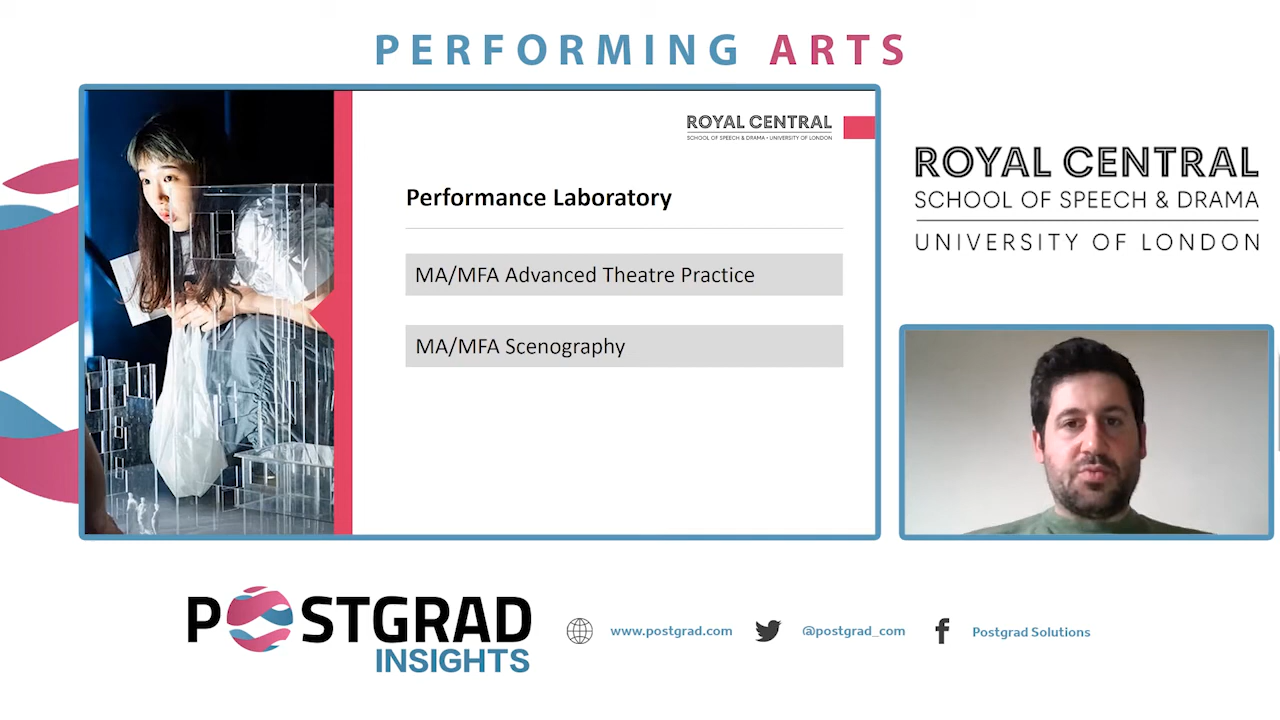 PERFORMING ARTS
ROYAL CENTRAL
SCHOOL OF SPEECH & DRAMA • UNIVERSITY OF LONDON
Performance Laboratory
MA/MFA Advanced Theatre Practice
MA/MFA Scenography
ROYAL CENTRAL
SCHOOL OF SPEECH & DRAMA
UNIVERSITY OF LONDON
POSTGRAD
INSIGHTS
www.postgrad.com
@postgrad_com
Postgrad Solutions